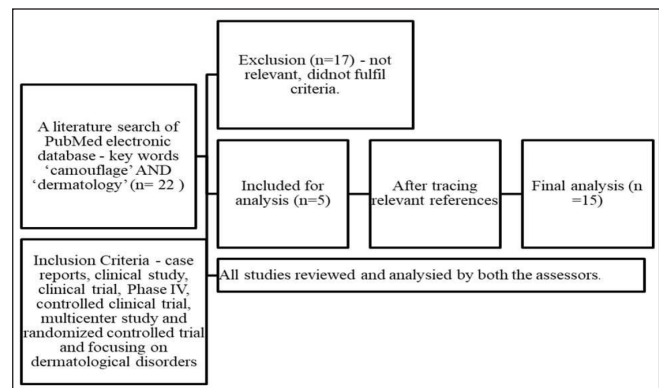 Exclusion (n=17) - not
relevant, didnot fulfil
criteria.
A literature search of
PubMed electronic
database - key words
‘camouflage’ AND
‘dermatology’ (n= 22 )
Included for
analysis (n=5)
After tracing
relevant references
Final analysis (n
=15)
Inclusion Criteria - case
reports, clinical study,
clinical trial, Phase IV,
controlled clinical trial,
multicenter study and
randomized controlled trial
and focusing on
dermatological disorders
All studies reviewed and analysied by both the assessors.